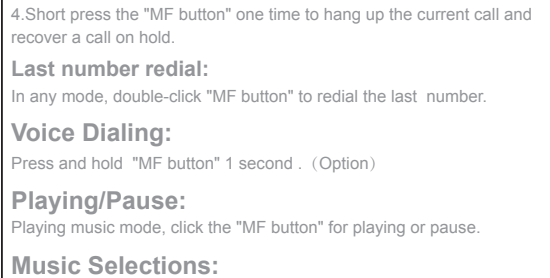 4.Short press the "MF button" one time to hang up the current call and
recover a call on hold.
Last number redial:
In any mode, double-click "MF button" to redial the last  number.
Voice Dialing:
Press and hold  "MF button" 1 second .（Option）
Playing/Pause:
Playing music mode, click the "MF button" for playing or pause.
Music Selections: